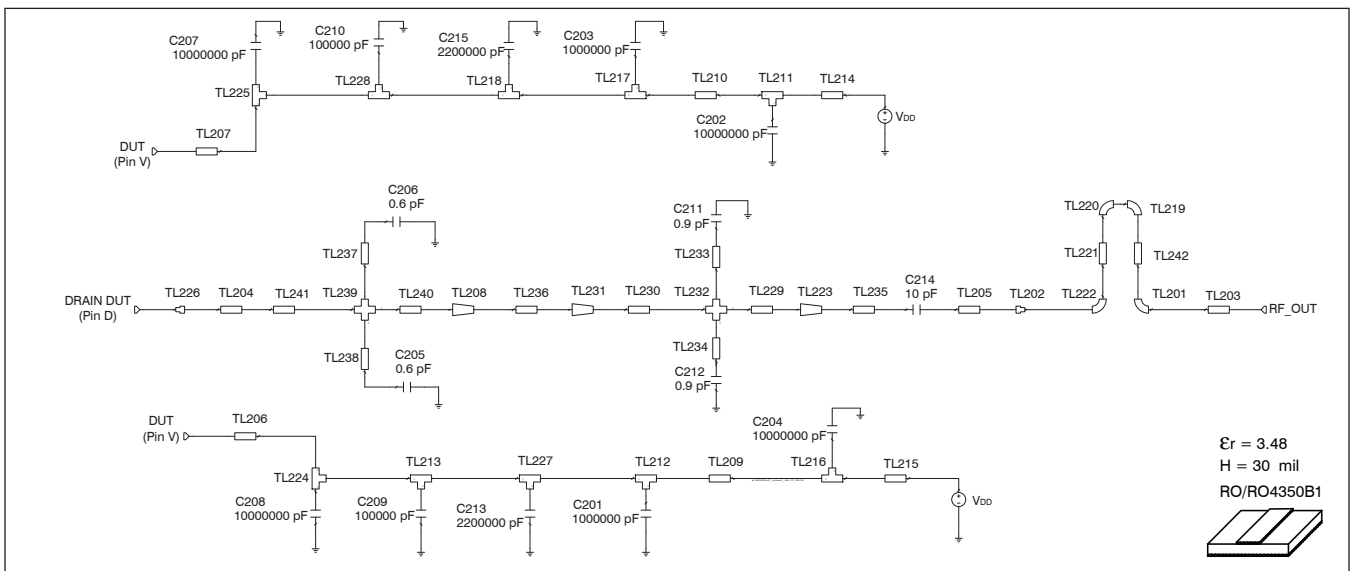 C207
10000000 pF
C210
100000 pF
C215
2200000 pF
C203
1000000 pF
TL225
TL228
TL218
TL217
TL210
TL211
TL214
C202
10000000 pF
VDD
TL207
DUT
(Pin V)
C206
0.6 pF
C211
0.9 pF
TL220
TL219
TL237
TL233
TL221
TL242
C214
10 pF
DRAIN DUT
(Pin D)
TL226
TL204
TL241
TL239
TL240
TL208
TL236
TL231
TL230
TL232
TL229
TL223
TL235
TL205
TL202
TL222
TL201
TL203
RF_OUT
TL238
C205
0.6 pF
TL234
C212
0.9 pF
DUT
(Pin V)
TL206
C204
10000000 pF
TL224
TL213
TL227
TL212
TL209
TL216
TL215
C208
10000000 pF
C209
100000 pF
C213
2200000 pF
C201
1000000 pF
VDD
Ɛr = 3.48
H = 30 mil
RO/RO4350B1